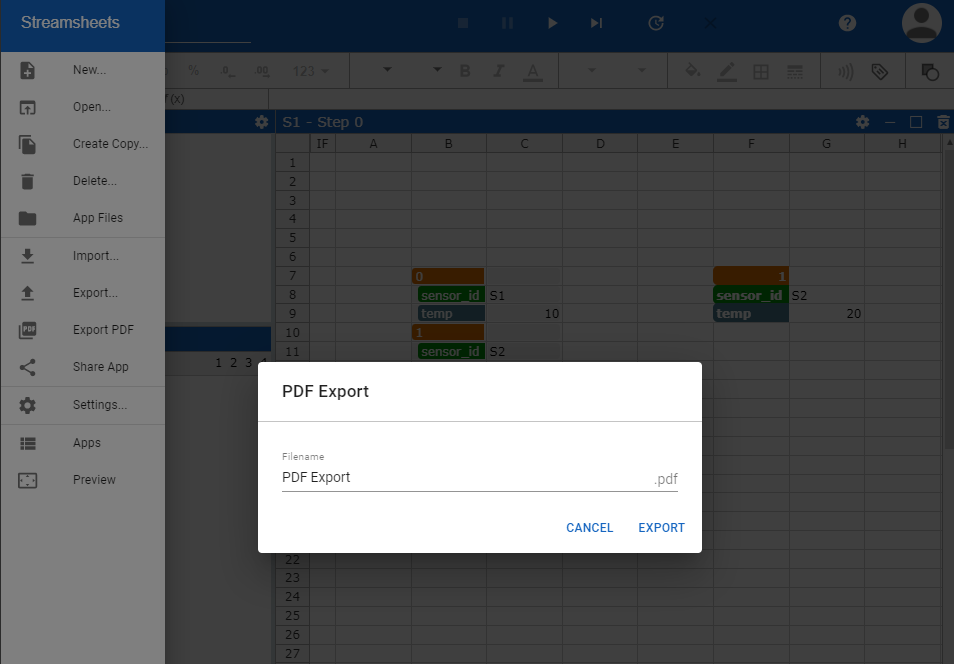 Streamsheets
New...
Open...
Create Copy...
Delete...
App Files
Import...
Export...
PDF
Export PDF
Share App
Settings...
Apps
Preview
?
% .0 .00 123
B I A
(x)
S1 - Step 0
IF A B C D E F G H
1
2
3
4
5
6
7 0 1
8 sensor_id S1 sensor_id S2
9 temp 10 temp 20
10 1
11 sensor_id S2
1 2 3 4
PDF Export
Filename
PDF Export .pdf
CANCEL EXPORT
22
23
24
25
26
27